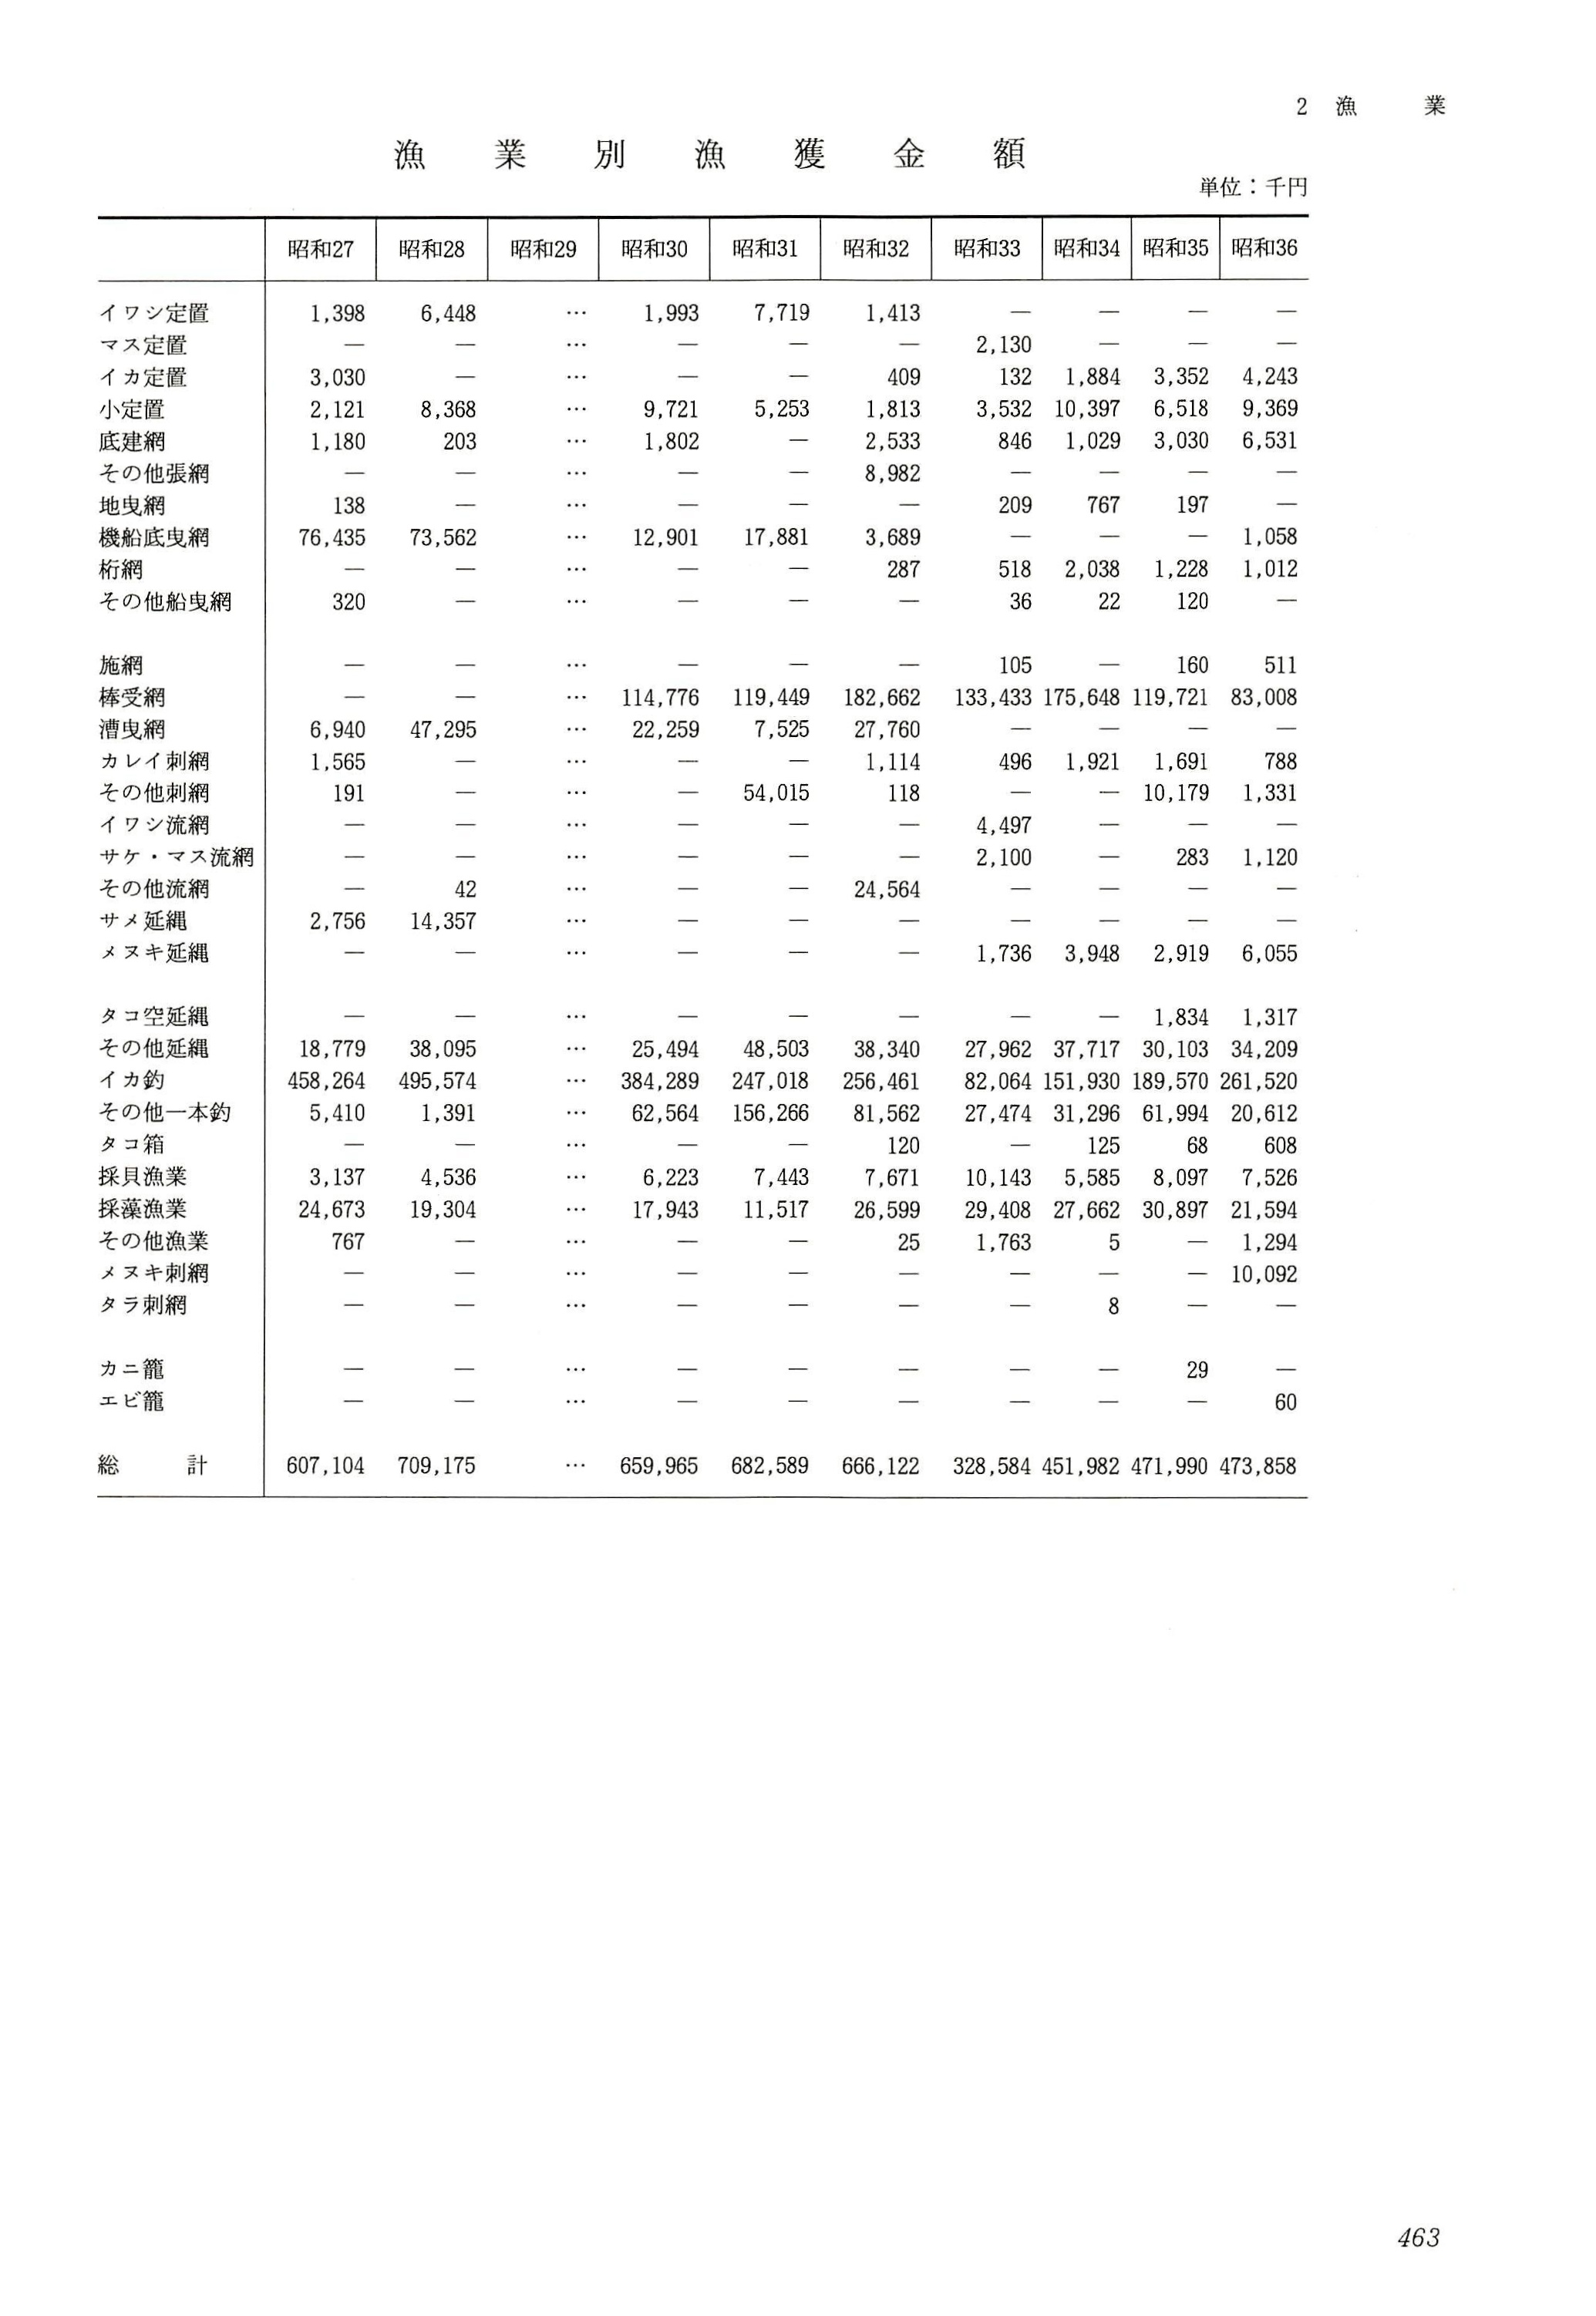 2 漁 業
漁業別漁獲金額
単位：千円
昭和27 昭和28 昭和29 昭和30 昭和31 昭和32 昭和33 昭和34 昭和35 昭和36
イワシ定置 1,398 6,448 … 1,993 7,719 1,413 — — — —
マス定置 — — … — — — 2,130 — — —
イカ定置 3,030 — … — — 409 132 1,884 3,352 4,243
小定置 2,121 8,368 … 9,721 5,253 1,813 3,532 10,397 6,518 9,369
底建網 1,180 203 … 1,802 — 2,533 846 1,029 3,030 6,531
その他張網 — — … — — 8,982 — — — —
地曳網 138 — … — — — 209 767 197 —
機船底曳網 76,435 73,562 … 12,901 17,881 3,689 — — — 1,058
桁網 — — … — — 287 518 2,038 1,228 1,012
その他船曳網 320 — … — — — 36 22 120 —
施網 — — … — — — 105 — 160 511
棒受網 — — … 114,776 119,449 182,662 133,433 175,648 119,721 83,008
漕曳網 6,940 47,295 … 22,259 7,525 27,760 — — — —
カレイ刺網 1,565 — … — — 1,114 496 1,921 1,691 788
その他刺網 191 — … — 54,015 118 — — 10,179 1,331
イワシ流網 — — … — — — 4,497 — — —
サケ・マス流網 — — … — — — 2,100 — 283 1,120
その他流網 — 42 … — — 24,564 — — — —
サメ延縄 2,756 14,357 … — — — — — — —
メヌキ延縄 — — … — — — 1,736 3,948 2,919 6,055
タコ空延縄 — — … — — — — — 1,834 1,317
その他延縄 18,779 38,095 … 25,494 48,503 38,340 27,962 37,717 30,103 34,209
イカ釣 458,264 495,574 … 384,289 247,018 256,461 82,064 151,930 189,570 261,520
その他一本釣 5,410 1,391 … 62,564 156,266 81,562 27,474 31,296 61,994 20,612
タコ箱 — — … — — 120 — 125 68 608
採貝漁業 3,137 4,536 … 6,223 7,443 7,671 10,143 5,585 8,097 7,526
採藻漁業 24,673 19,304 … 17,943 11,517 26,599 29,408 27,662 30,897 21,594
その他漁業 767 — … — — 25 1,763 5 — 1,294
メヌキ刺網 — — … — — — — — — 10,092
タラ刺網 — — … — — — — 8 — —
カニ籠 — — … — — — — — 29 —
エビ籠 — — … — — — — — — 60
総計 607,104 709,175 … 659,965 682,589 666,122 328,584 451,982 471,990 473,858
463